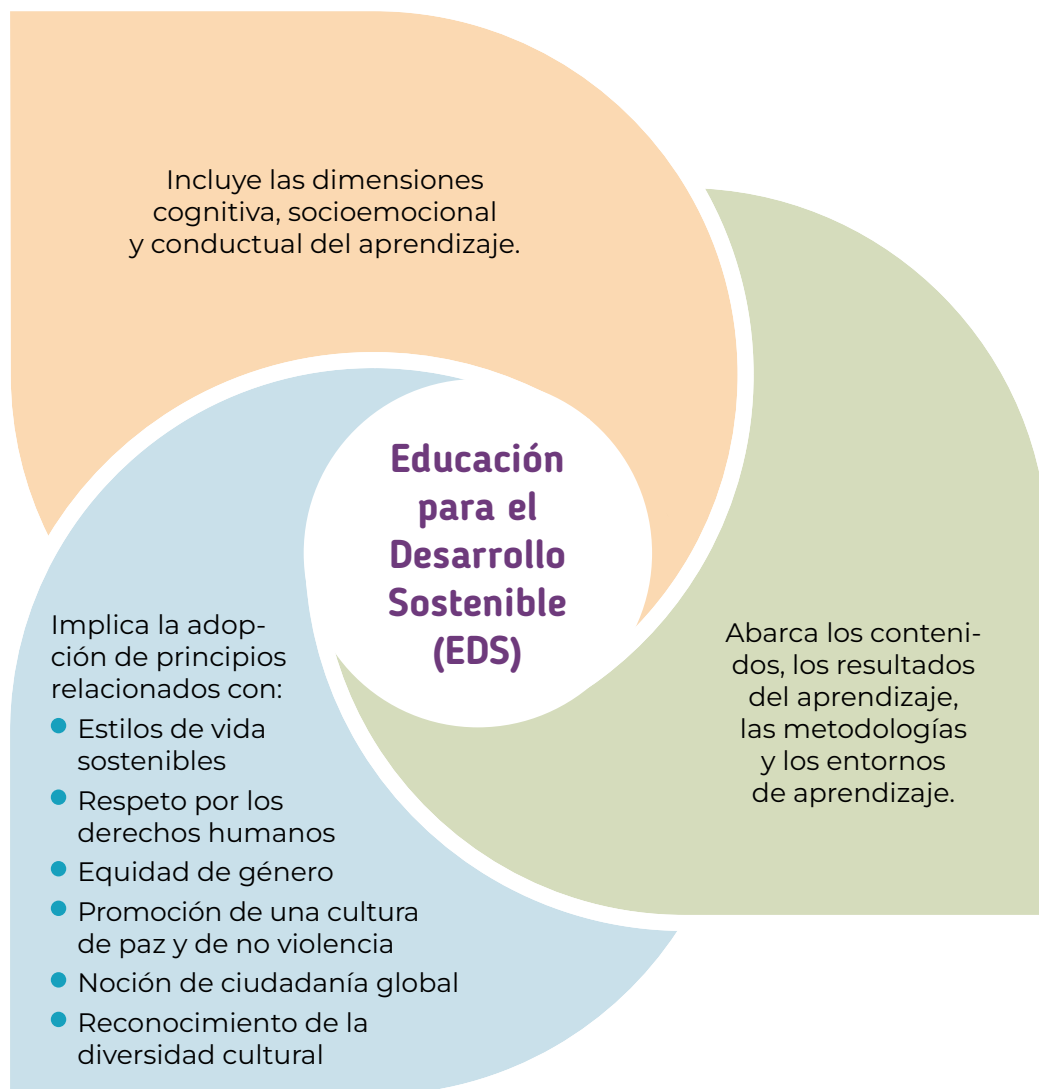 Incluye las dimensiones
cognitiva, socioemocional
y conductual del aprendizaje.
Educación
para el
Desarrollo
Sostenible
(EDS)
Abarca los conteni-
dos, los resultados
del aprendizaje,
las metodologías
y los entornos
de aprendizaje.
Implica la adop-
ción de principios
relacionados con:
Estilos de vida
sostenibles
Respeto por los
derechos humanos
Equidad de género
Promoción de una cultura
de paz y de no violencia
Noción de ciudadanía global
Reconocimiento de la
diversidad cultural